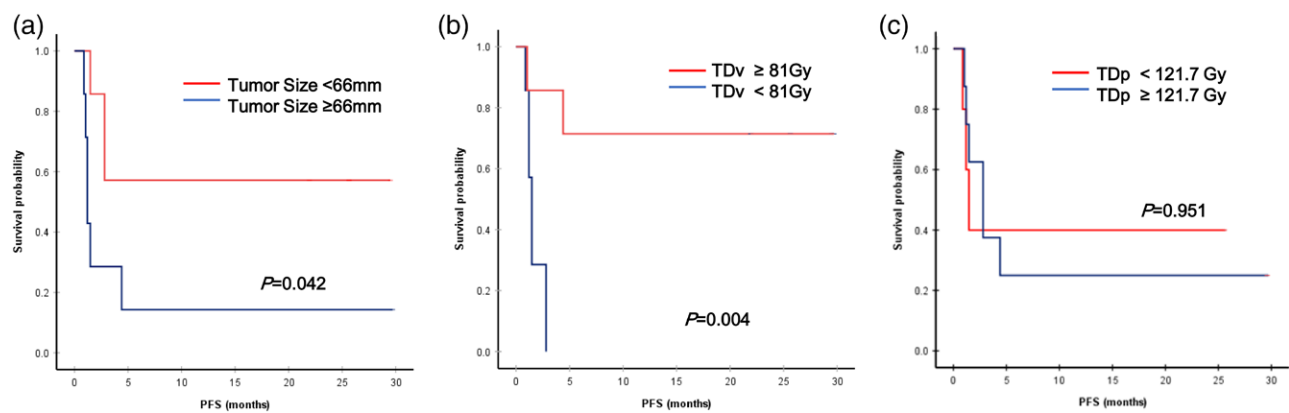 (a)
Survival probability
1.0
0.8
0.6
0.4
0.2
0.0
Tumor Size <66mm
Tumor Size ≥66mm
P=0.042
0 5 10 15 20 25 30
PFS (months)
(b)
Survival probability
1.0
0.8
0.6
0.4
0.2
0.0
TDv ≥ 81Gy
TDv < 81Gy
P=0.004
0 5 10 15 20 25 30
PFS (months)
(c)
Survival probability
1.0
0.8
0.6
0.4
0.2
0.0
TDp < 121.7 Gy
TDp ≥ 121.7 Gy
P=0.951
0 5 10 15 20 25 30
PFS (months)